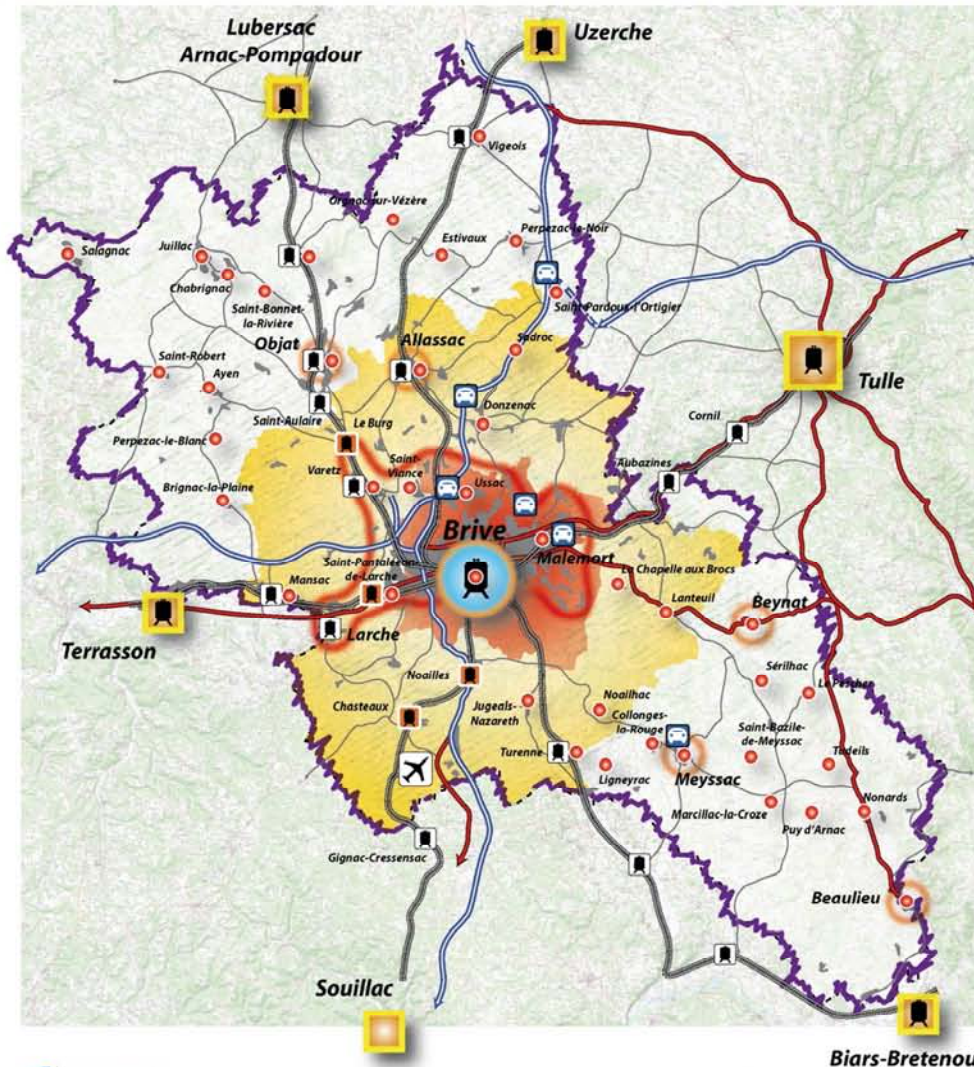 Lubersac
Arnac-Pompadour
Uzerche
Vigeois
Orgnac-sur-Vézère
Estivaux
Perpezac-le-Noir
Salagnac
Juillac
Chabrignac
Saint-Bonnet-
la-Rivière
Saint-Pardoux-l'Ortigier
Objat
Allassac
Sadroc
Saint-Robert
Ayen
Tulle
Saint-Aulaire
Le Burg
Donzenac
Cornil
Perpezac-le-Blanc
Varetz
Saint-
Viance
Ussac
Aubazines
Brignac-la-Plaine
Brive
Malemort
Saint-Pantaléon-
de-Larche
La Chapelle aux Brocs
Mansac
Lanteuil
Beynat
Terrasson
Larche
Noailles
Sérilhac
Le Pescher
Chasteaux
Jugeals-
Nazareth
Noailhac
Collonges-
la-Rouge
Saint-Bazile-
de-Meyssac
Turenne
Ligneyrac
Meyssac
Tudeils
Marcillac-la-Croze
Nonards
Puy d'Arnac
Gignac-Cressensac
Beaulieu
Souillac
Biars-Bretenou